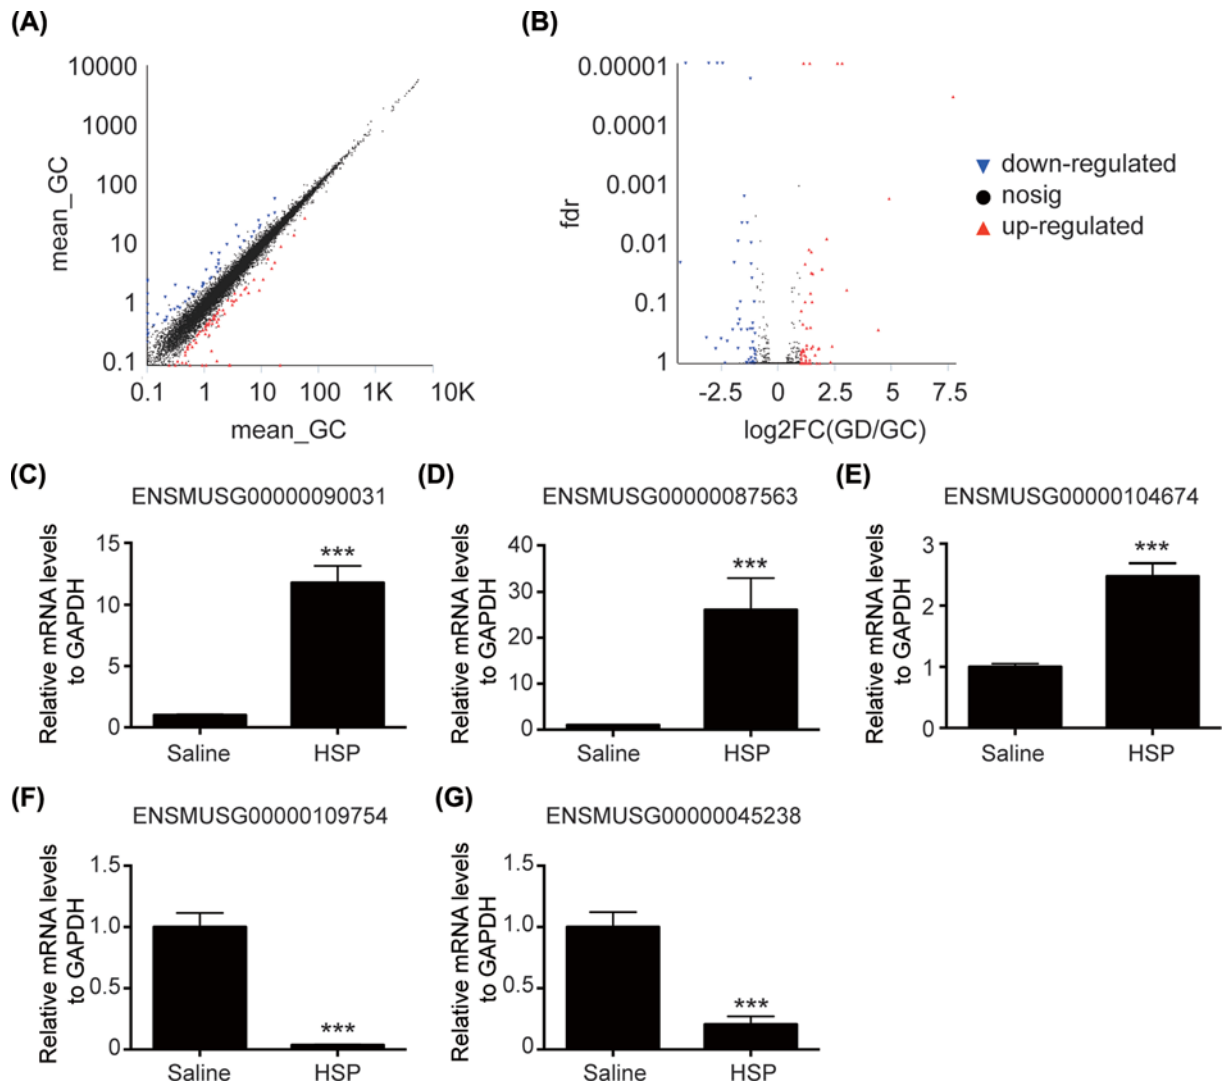 (A)
10000
1000
100
10
1
0.1
mean_GC
0.1 1 10 100 1K 10K
mean_GC
(B)
0.00001
0.0001
0.001
0.01
0.1
1
fdr
-2.5 0 2.5 5 7.5
log2FC(GD/GC)
down-regulated
nosig
up-regulated
(C)
ENSMUSG00000090031
Relative mRNA levels
to GAPDH
15
10
5
0
***
Saline HSP
(D)
ENSMUSG00000087563
Relative mRNA levels
to GAPDH
40
26
20
10
0
***
Saline HSP
(E)
ENSMUSG00000104674
Relative mRNA levels
to GAPDH
3
2
1
0
***
Saline HSP
(F)
ENSMUSG00000109754
Relative mRNA levels
to GAPDH
1.5
1.0
0.5
0
***
Saline HSP
(G)
ENSMUSG00000045238
Relative mRNA levels
to GAPDH
1.5
1.0
0.5
0
***
Saline HSP